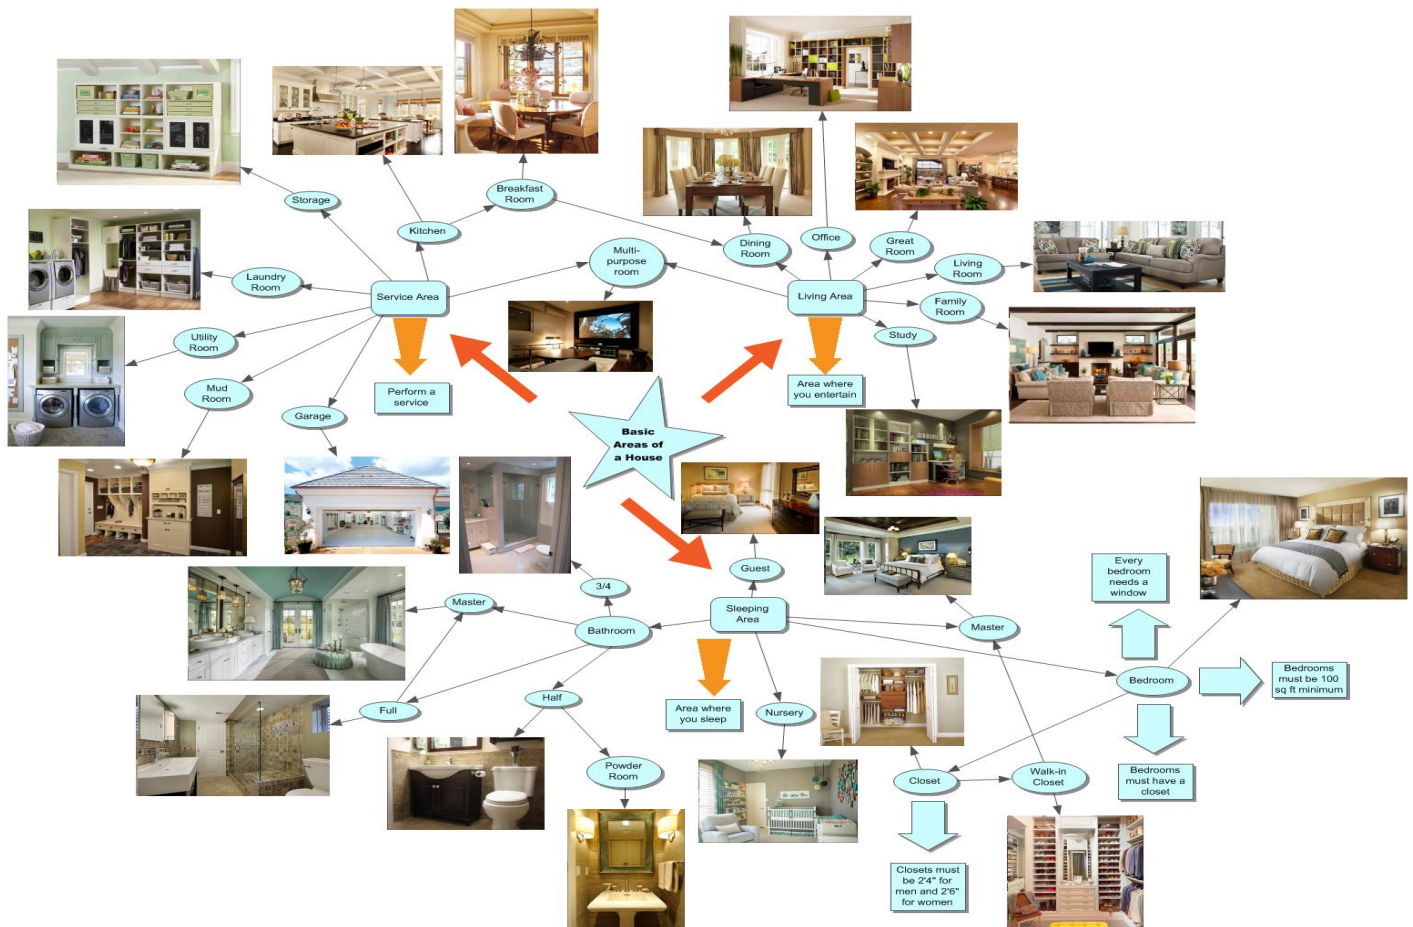 Breakfast
Room
Storage
Kitchen
Multi-
purpose
room
Dining
Room
Office
Great
Room
Living
Room
Laundry
Room
Service Area
Living Area
Family
Room
Study
Utility
Room
Mud
Room
Garage
Perform a
service
Area where
you entertain
Basic
Areas of
a House
Guest
3/4
Master
Bathroom
Sleeping
Area
Master
Every
bedroom
needs a
window
Bedroom
Bedrooms
must be 100
sq ft minimum
Full
Half
Area where
you sleep
Nursery
Powder
Room
Closet
Walk-in
Closet
Bedrooms
must have a
closet
Closets must
be 2'4" for
men and 2'6"
for women